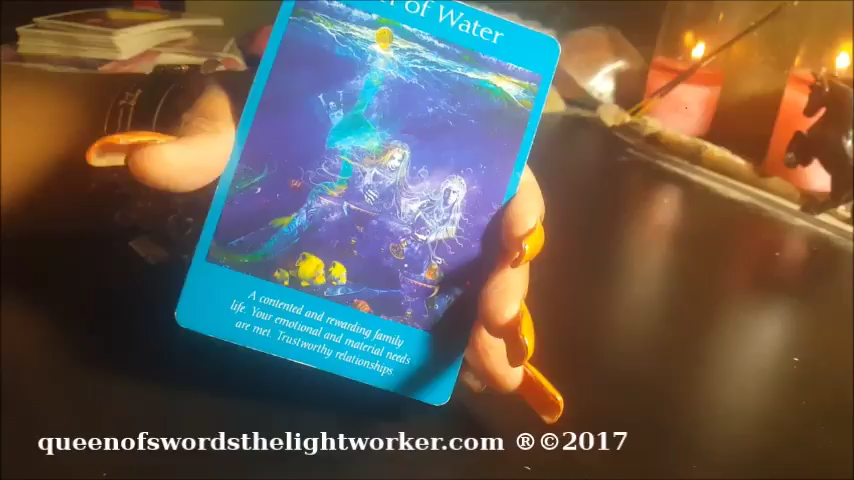 of Water
A contented and rewarding family
life. Your emotional and material needs
are met. Trustworthy relationships.
queenofswordsthelightworker.com ®©2017